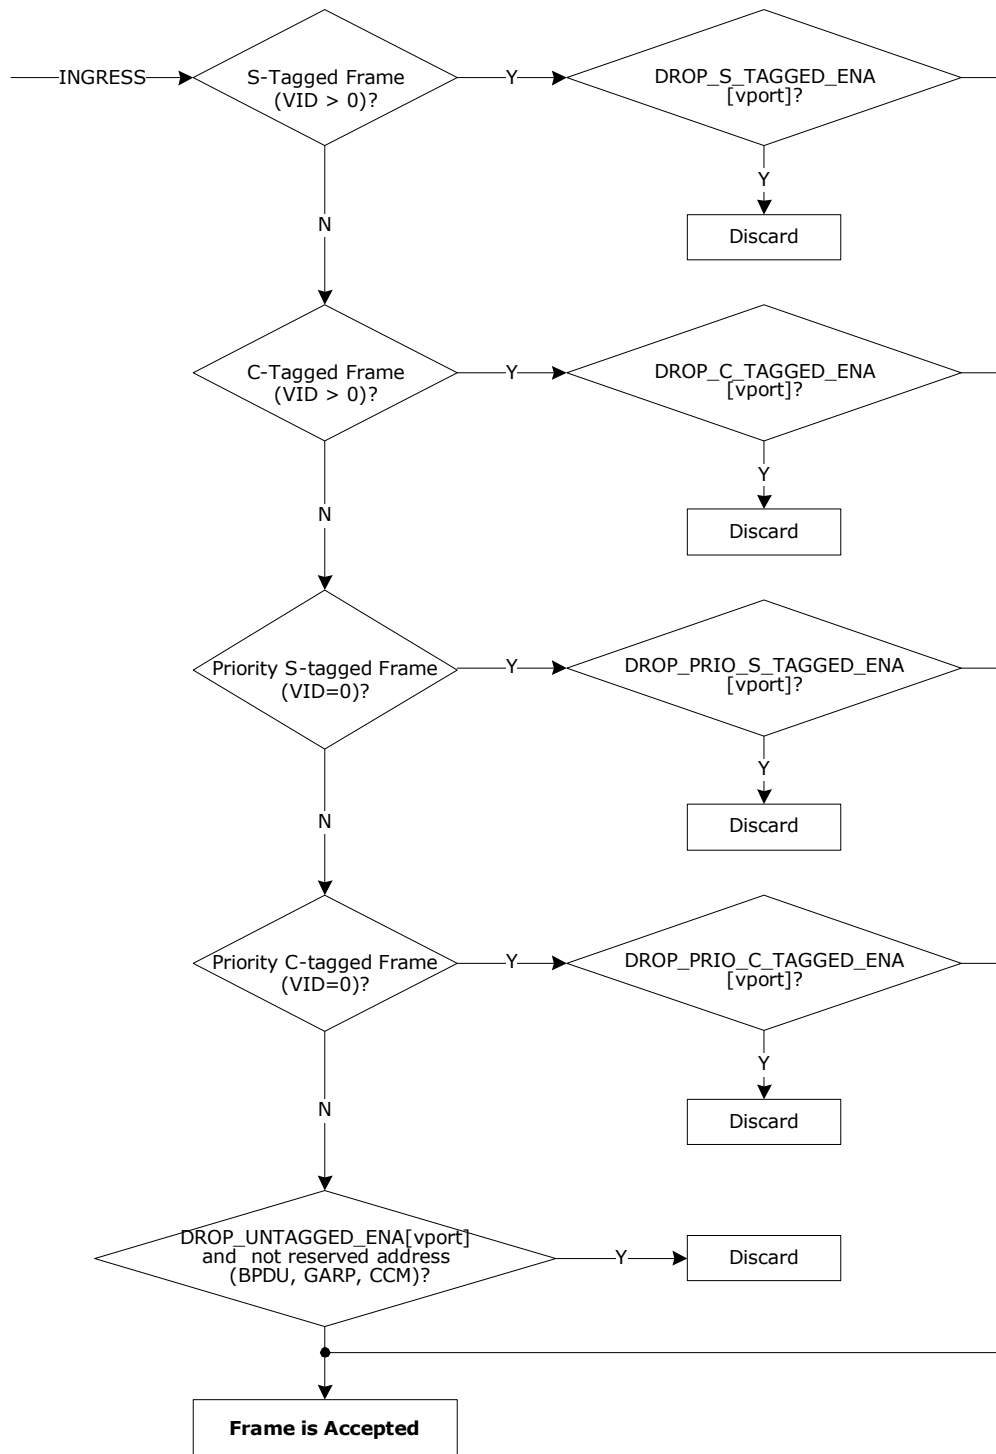 INGRESS
S-Tagged Frame
(VID > 0)?
Y
DROP_S_TAGGED_ENA
[vport]?
Y
Discard
N
C-Tagged Frame
(VID > 0)?
Y
DROP_C_TAGGED_ENA
[vport]?
Y
Discard
N
Priority S-tagged Frame
(VID=0)?
Y
DROP_PRIO_S_TAGGED_ENA
[vport]?
Y
Discard
N
Priority C-tagged Frame
(VID=0)?
Y
DROP_PRIO_C_TAGGED_ENA
[vport]?
Y
Discard
N
DROP_UNTAGGED_ENA[vport]
and not reserved address
(BPDU, GARP, CCM)?
Y
Discard
Frame is Accepted